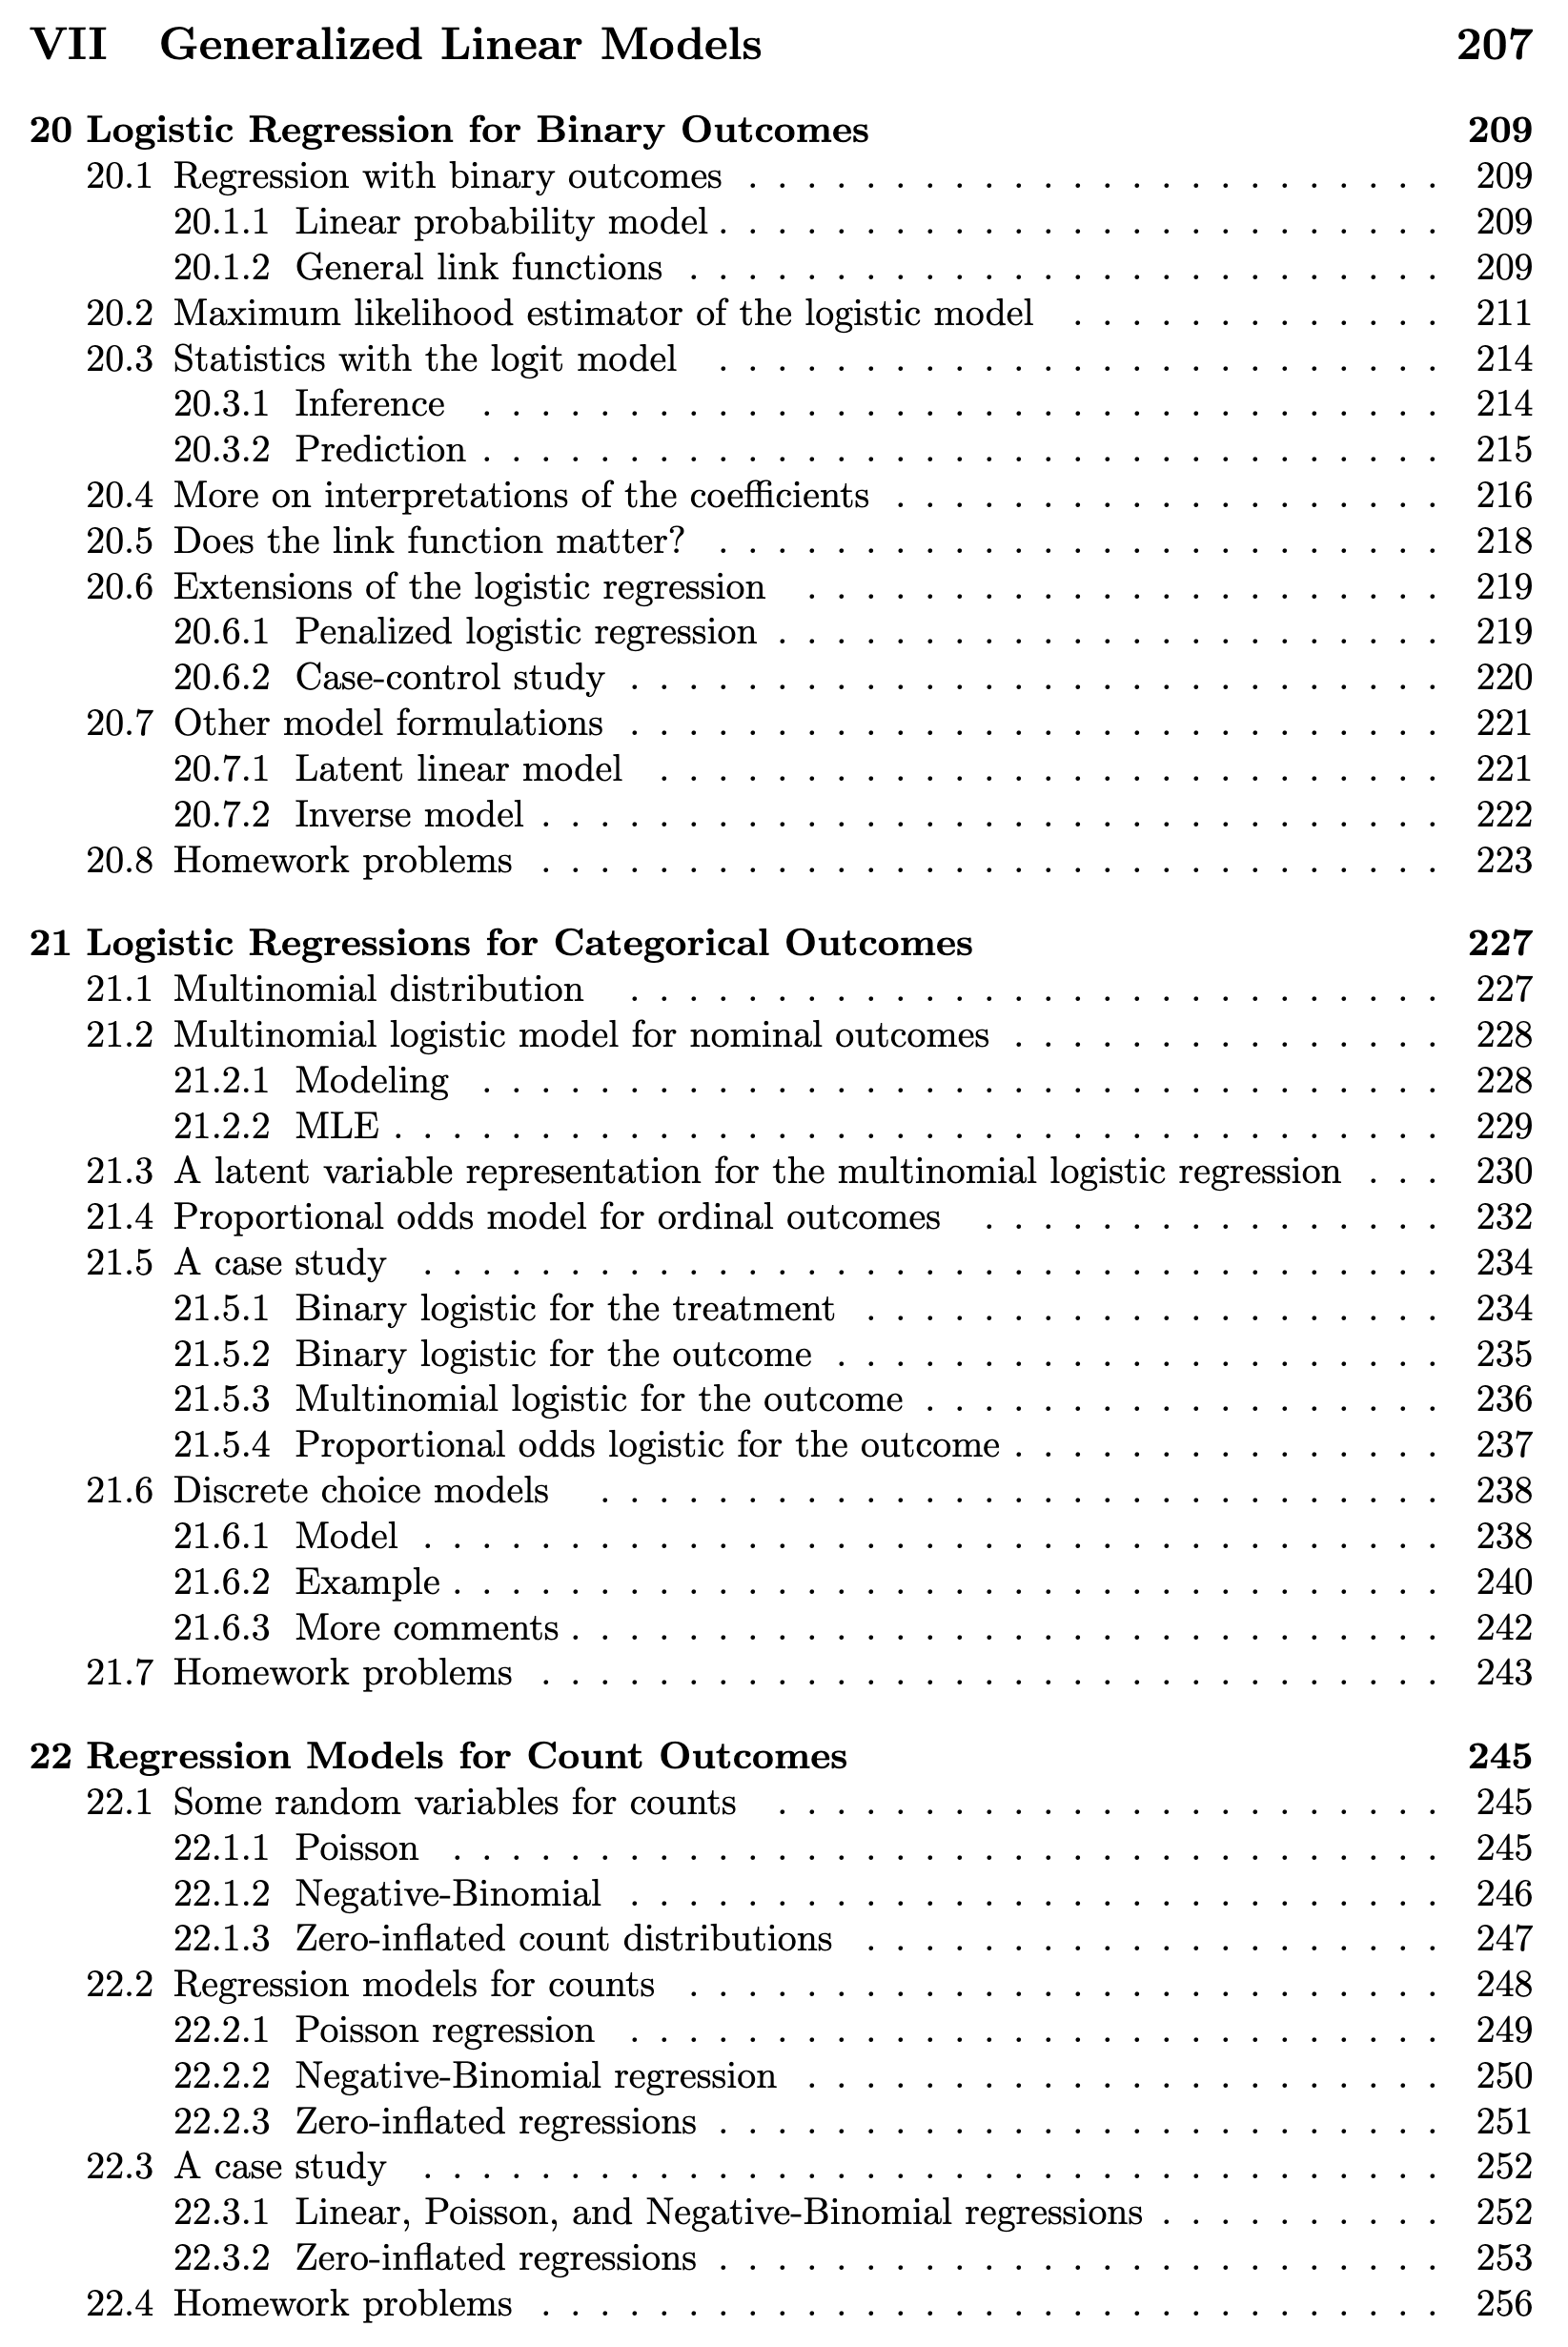 VII Generalized Linear Models 207
20 Logistic Regression for Binary Outcomes 209
20.1 Regression with binary outcomes . . . . . . . . . . . . . . . . . . . . . . . . 209
20.1.1 Linear probability model . . . . . . . . . . . . . . . . . . . . . . . . . 209
20.1.2 General link functions . . . . . . . . . . . . . . . . . . . . . . . . . . 209
20.2 Maximum likelihood estimator of the logistic model . . . . . . . . . . . . . 211
20.3 Statistics with the logit model . . . . . . . . . . . . . . . . . . . . . . . . . 214
20.3.1 Inference . . . . . . . . . . . . . . . . . . . . . . . . . . . . . . . . . 214
20.3.2 Prediction . . . . . . . . . . . . . . . . . . . . . . . . . . . . . . . . . 215
20.4 More on interpretations of the coefficients . . . . . . . . . . . . . . . . . . . 216
20.5 Does the link function matter? . . . . . . . . . . . . . . . . . . . . . . . . . 218
20.6 Extensions of the logistic regression . . . . . . . . . . . . . . . . . . . . . . 219
20.6.1 Penalized logistic regression . . . . . . . . . . . . . . . . . . . . . . . 219
20.6.2 Case-control study . . . . . . . . . . . . . . . . . . . . . . . . . . . . 220
20.7 Other model formulations . . . . . . . . . . . . . . . . . . . . . . . . . . . . 221
20.7.1 Latent linear model . . . . . . . . . . . . . . . . . . . . . . . . . . . 221
20.7.2 Inverse model . . . . . . . . . . . . . . . . . . . . . . . . . . . . . . . 222
20.8 Homework problems . . . . . . . . . . . . . . . . . . . . . . . . . . . . . . . 223
21 Logistic Regressions for Categorical Outcomes 227
21.1 Multinomial distribution . . . . . . . . . . . . . . . . . . . . . . . . . . . . 227
21.2 Multinomial logistic model for nominal outcomes . . . . . . . . . . . . . . . 228
21.2.1 Modeling . . . . . . . . . . . . . . . . . . . . . . . . . . . . . . . . . 228
21.2.2 MLE . . . . . . . . . . . . . . . . . . . . . . . . . . . . . . . . . . . . 229
21.3 A latent variable representation for the multinomial logistic regression . . . 230
21.4 Proportional odds model for ordinal outcomes . . . . . . . . . . . . . . . . 232
21.5 A case study . . . . . . . . . . . . . . . . . . . . . . . . . . . . . . . . . . . 234
21.5.1 Binary logistic for the treatment . . . . . . . . . . . . . . . . . . . . 234
21.5.2 Binary logistic for the outcome . . . . . . . . . . . . . . . . . . . . . 235
21.5.3 Multinomial logistic for the outcome . . . . . . . . . . . . . . . . . . 236
21.5.4 Proportional odds logistic for the outcome . . . . . . . . . . . . . . . 237
21.6 Discrete choice models . . . . . . . . . . . . . . . . . . . . . . . . . . . . . 238
21.6.1 Model . . . . . . . . . . . . . . . . . . . . . . . . . . . . . . . . . . . 238
21.6.2 Example . . . . . . . . . . . . . . . . . . . . . . . . . . . . . . . . . . 240
21.6.3 More comments . . . . . . . . . . . . . . . . . . . . . . . . . . . . . . 242
21.7 Homework problems . . . . . . . . . . . . . . . . . . . . . . . . . . . . . . . 243
22 Regression Models for Count Outcomes 245
22.1 Some random variables for counts . . . . . . . . . . . . . . . . . . . . . . . 245
22.1.1 Poisson . . . . . . . . . . . . . . . . . . . . . . . . . . . . . . . . . . 245
22.1.2 Negative-Binomial . . . . . . . . . . . . . . . . . . . . . . . . . . . . 246
22.1.3 Zero-inflated count distributions . . . . . . . . . . . . . . . . . . . . 247
22.2 Regression models for counts . . . . . . . . . . . . . . . . . . . . . . . . . . 248
22.2.1 Poisson regression . . . . . . . . . . . . . . . . . . . . . . . . . . . . 249
22.2.2 Negative-Binomial regression . . . . . . . . . . . . . . . . . . . . . . 250
22.2.3 Zero-inflated regressions . . . . . . . . . . . . . . . . . . . . . . . . . 251
22.3 A case study . . . . . . . . . . . . . . . . . . . . . . . . . . . . . . . . . . . 252
22.3.1 Linear, Poisson, and Negative-Binomial regressions . . . . . . . . . . 252
22.3.2 Zero-inflated regressions . . . . . . . . . . . . . . . . . . . . . . . . . 253
22.4 Homework problems . . . . . . . . . . . . . . . . . . . . . . . . . . . . . . . 256